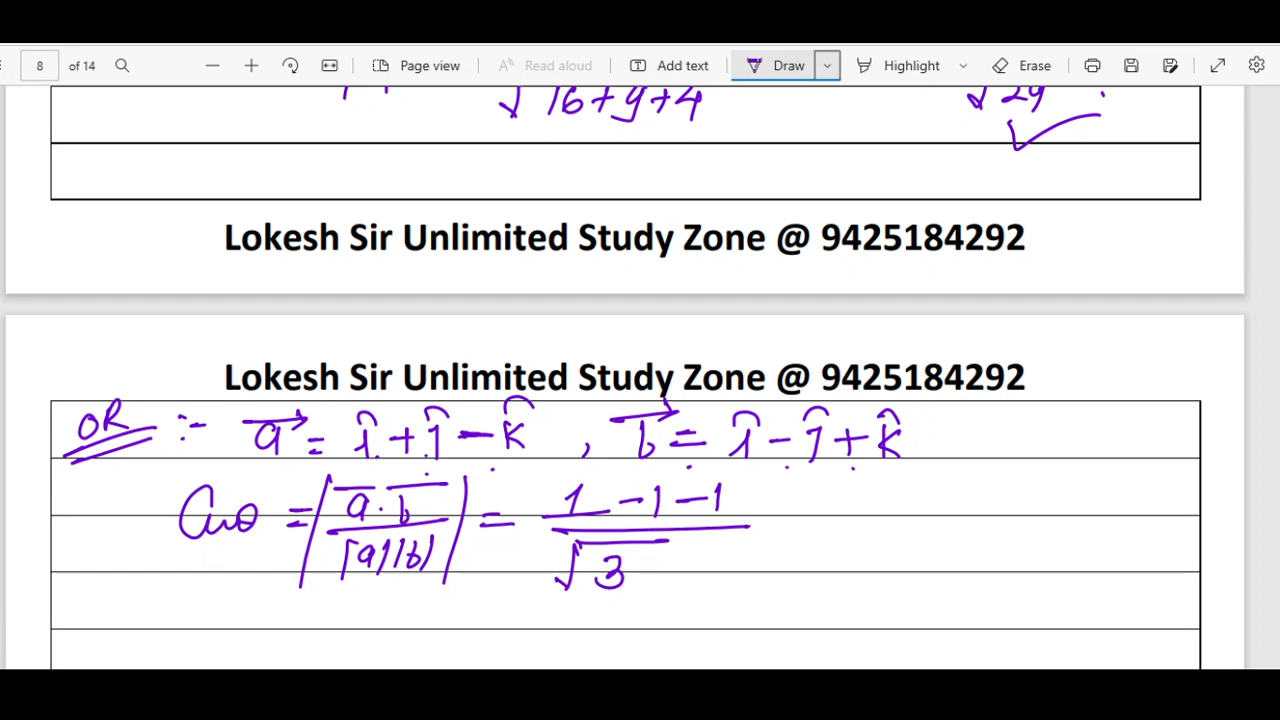 8 of 14 Page view Read aloud Add text Draw Highlight Erase
√16+9+4 √29
Lokesh Sir Unlimited Study Zone @ 9425184292
Lokesh Sir Unlimited Study Zone @ 9425184292
OR :- a⃗ = î + ĵ - k̂ , b⃗ = î - ĵ + k̂
Cosθ = |a⃗·b⃗ / |a||b|| = 1 - 1 - 1 / √3